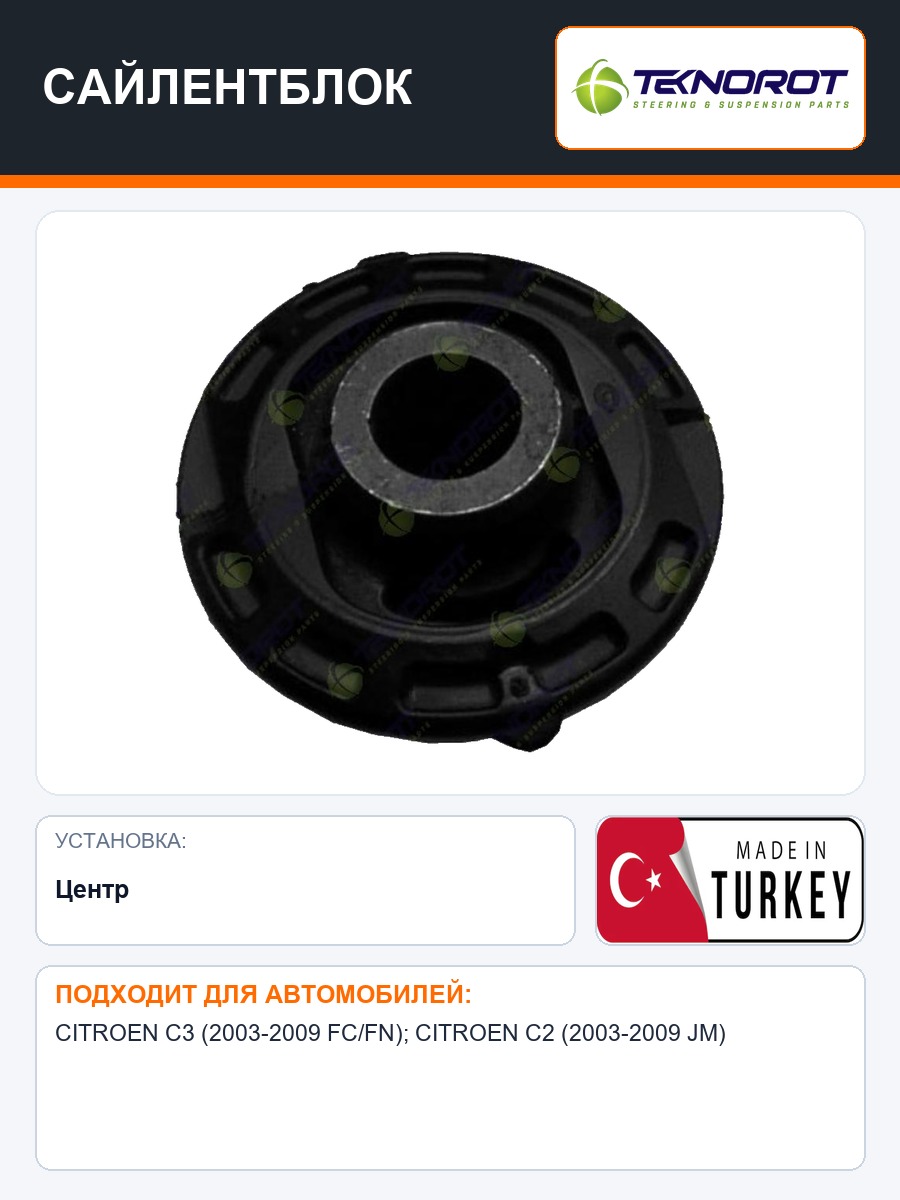 САЙЛЕНТБЛОК
TEKNOROT
STEERING & SUSPENSION PARTS
УСТАНОВКА:
Центр
MADE IN
TURKEY
ПОДХОДИТ ДЛЯ АВТОМОБИЛЕЙ:
CITROEN C3 (2003-2009 FC/FN); CITROEN C2 (2003-2009 JM)